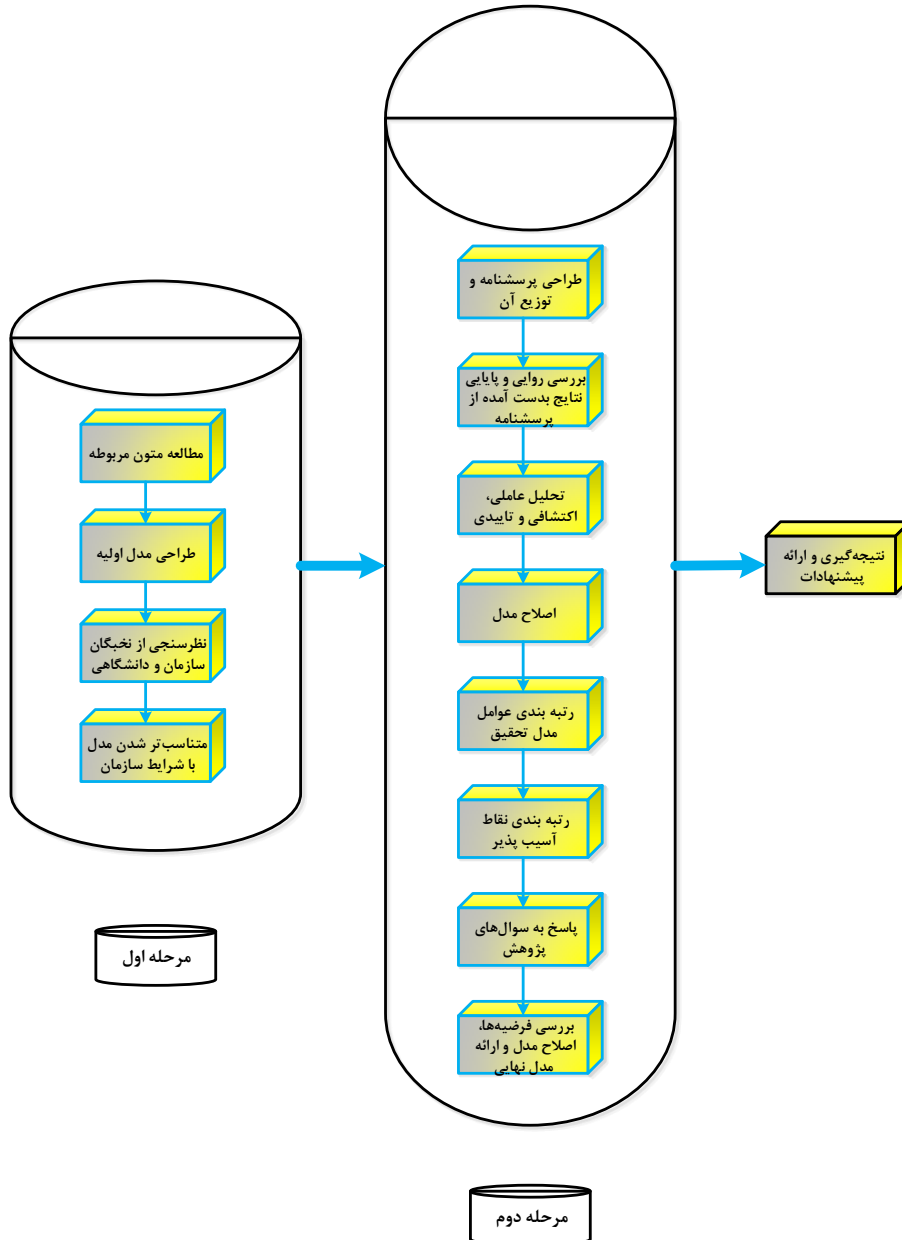 مطالعه متون مربوطه
طراحی مدل اولیه
نظرسنجی از نخبگان
سازمان و دانشگاهی
متناسب‌تر شدن مدل
با شرایط سازمان
مرحله اول
طراحی پرسشنامه و
توزیع آن
بررسی روایی و پایایی
نتایج بدست آمده از
پرسشنامه
تحلیل عاملی،
اکتشافی و تاییدی
اصلاح مدل
رتبه بندی عوامل
مدل تحقیق
رتبه بندی نقاط
آسیب پذیر
پاسخ به سوال‌های
پژوهش
بررسی فرضیه‌ها،
اصلاح مدل و ارائه
مدل نهایی
مرحله دوم
نتیجه‌گیری و ارائه
پیشنهادات